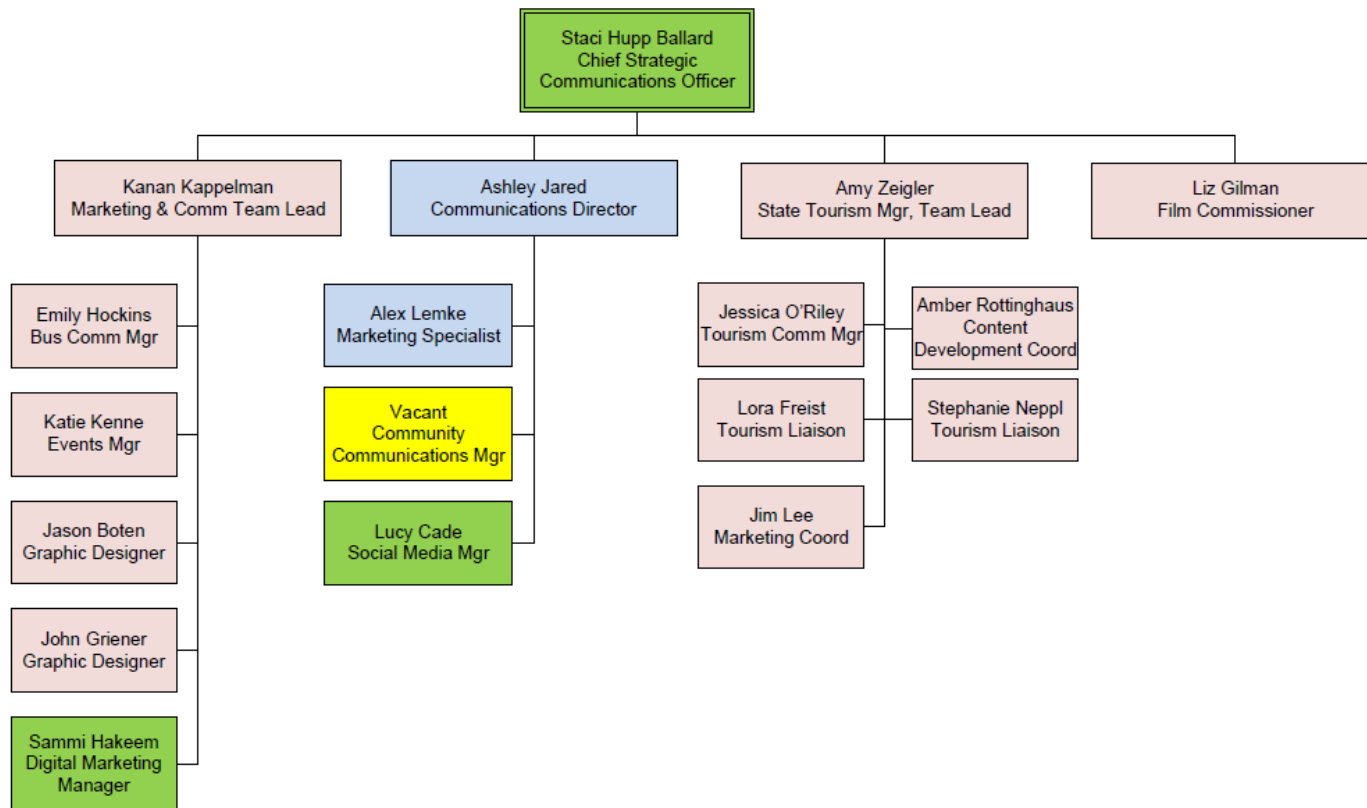 Staci Hupp Ballard
Chief Strategic
Communications Officer
Kanan Kappelman
Marketing & Comm Team Lead
Ashley Jared
Communications Director
Amy Zeigler
State Tourism Mgr, Team Lead
Liz Gilman
Film Commissioner
Emily Hockins
Bus Comm Mgr
Katie Kenne
Events Mgr
Jason Boten
Graphic Designer
John Griener
Graphic Designer
Sammi Hakeem
Digital Marketing
Manager
Alex Lemke
Marketing Specialist
Vacant
Community
Communications Mgr
Lucy Cade
Social Media Mgr
Jessica O'Riley
Tourism Comm Mgr
Amber Rottinghaus
Content
Development Coord
Lora Freist
Tourism Liaison
Stephanie Neppl
Tourism Liaison
Jim Lee
Marketing Coord